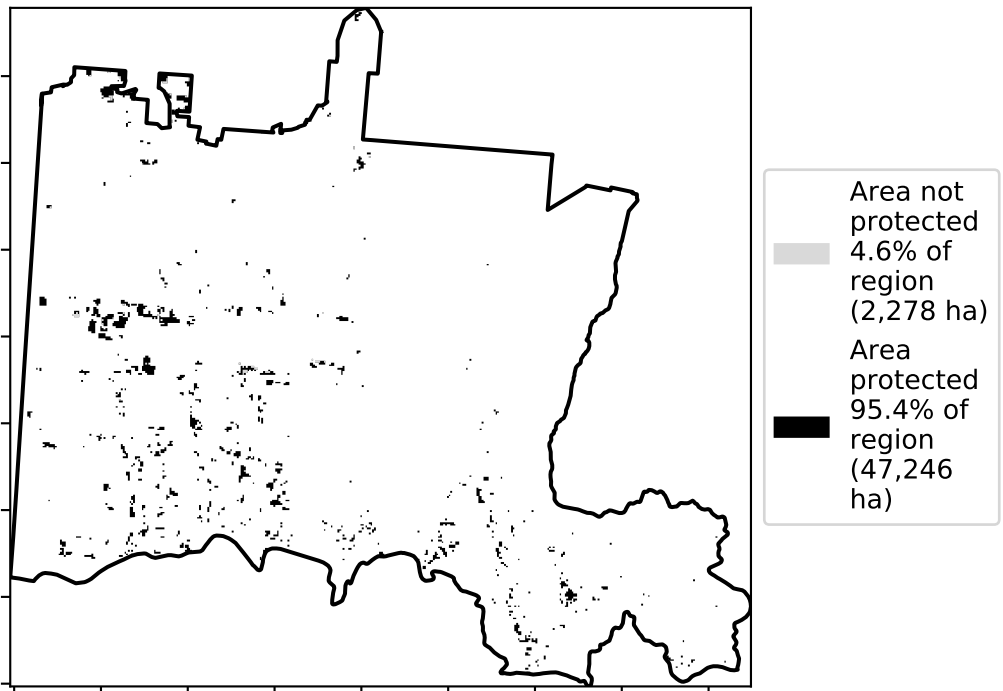 Area not
protected
4.6% of
region
(2,278 ha)
Area
protected
95.4% of
region
(47,246
ha)